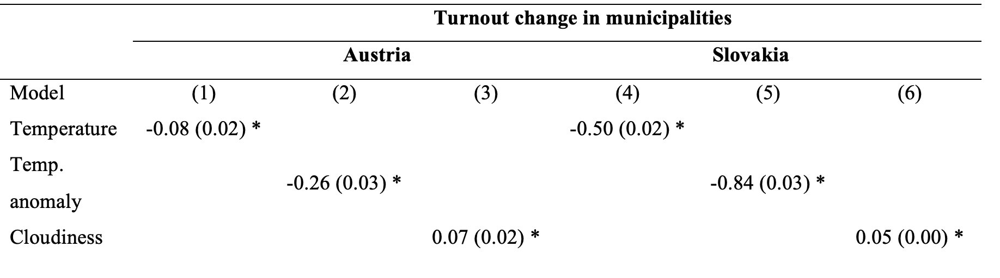 Turnout change in municipalities
Austria Slovakia
Model (1) (2) (3) (4) (5) (6)
Temperature -0.08 (0.02) * -0.50 (0.02) *
Temp.
-0.26 (0.03) * -0.84 (0.03) *
anomaly
Cloudiness 0.07 (0.02) * 0.05 (0.00) *